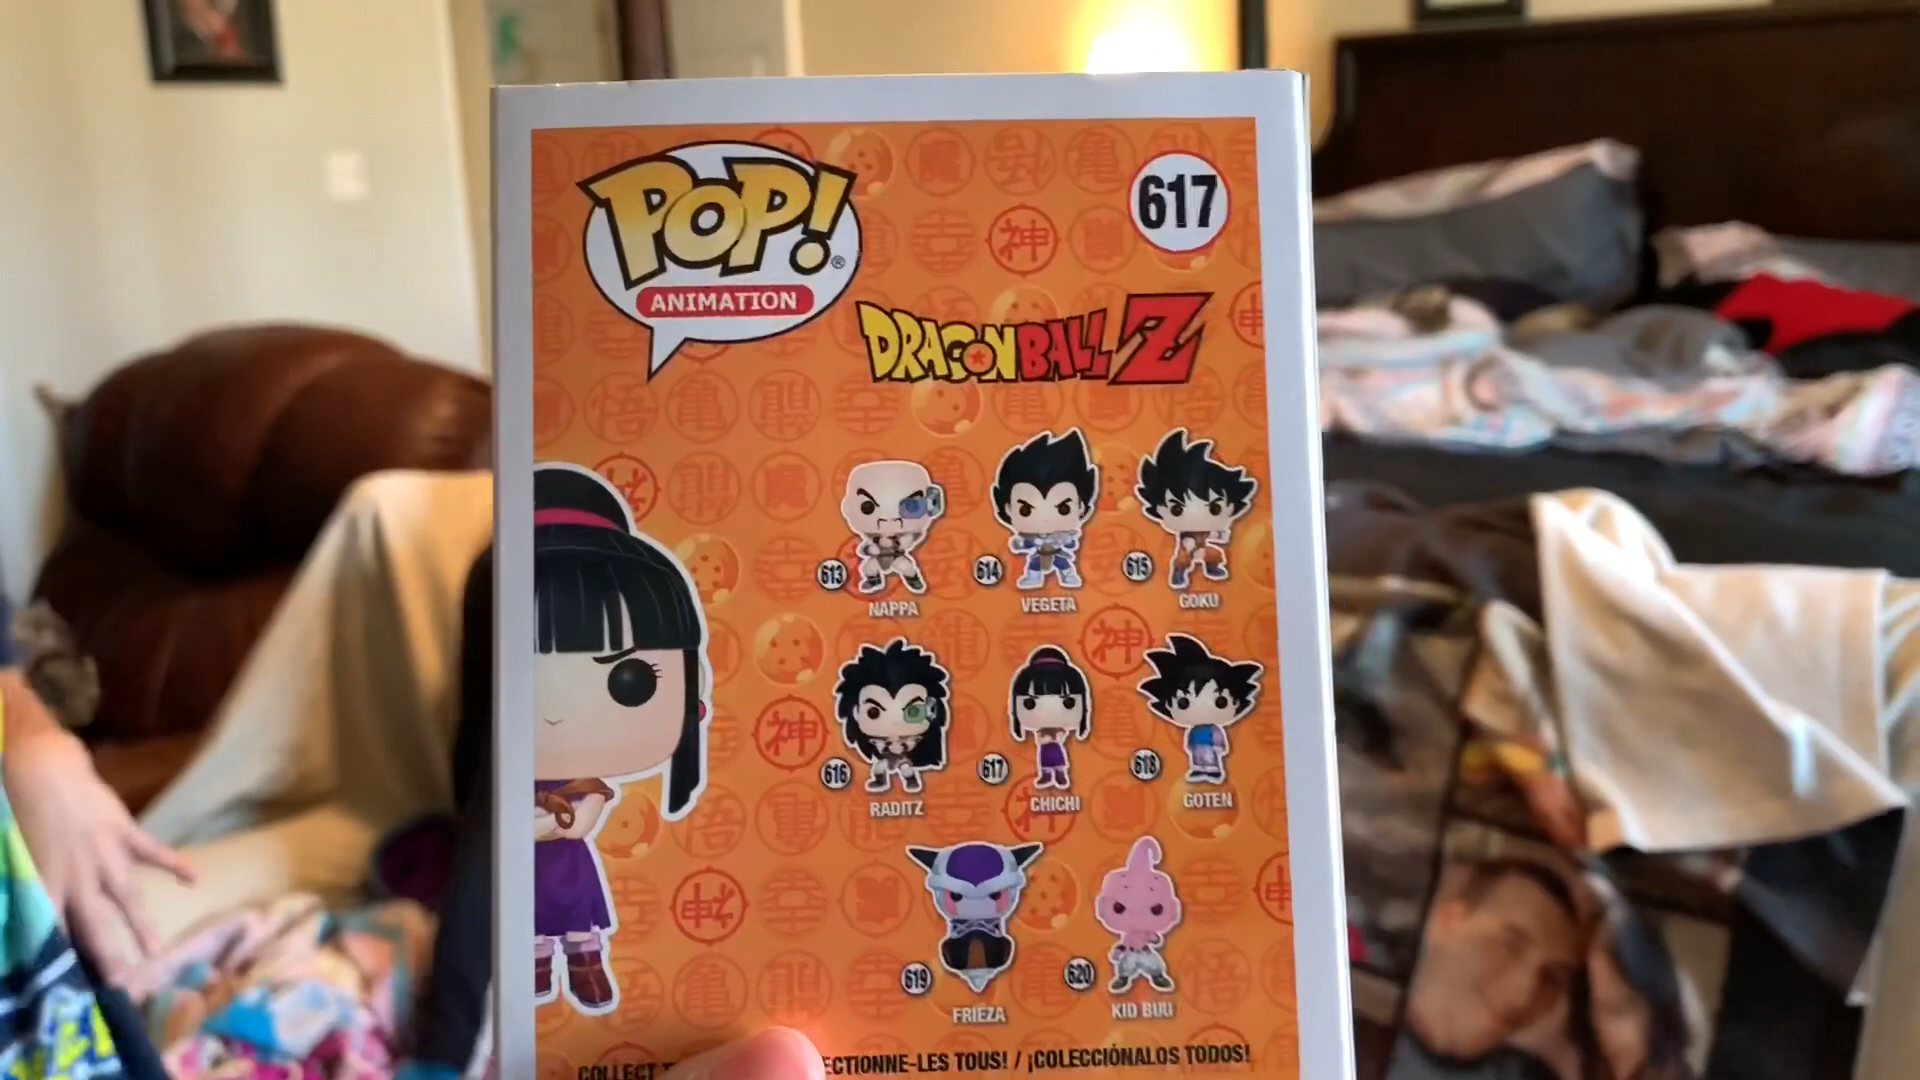 POP!®
617
ANIMATION
DRAGONBALL Z
613
614
615
NAPPA
VEGETA
GOKU
616
617
618
RADITZ
CHICHI
GOTEN
619
620
FRIEZA
KID BUU
COLLECT ECTIONNE-LES TOUS! / ¡COLECCIÓNALOS TODOS!